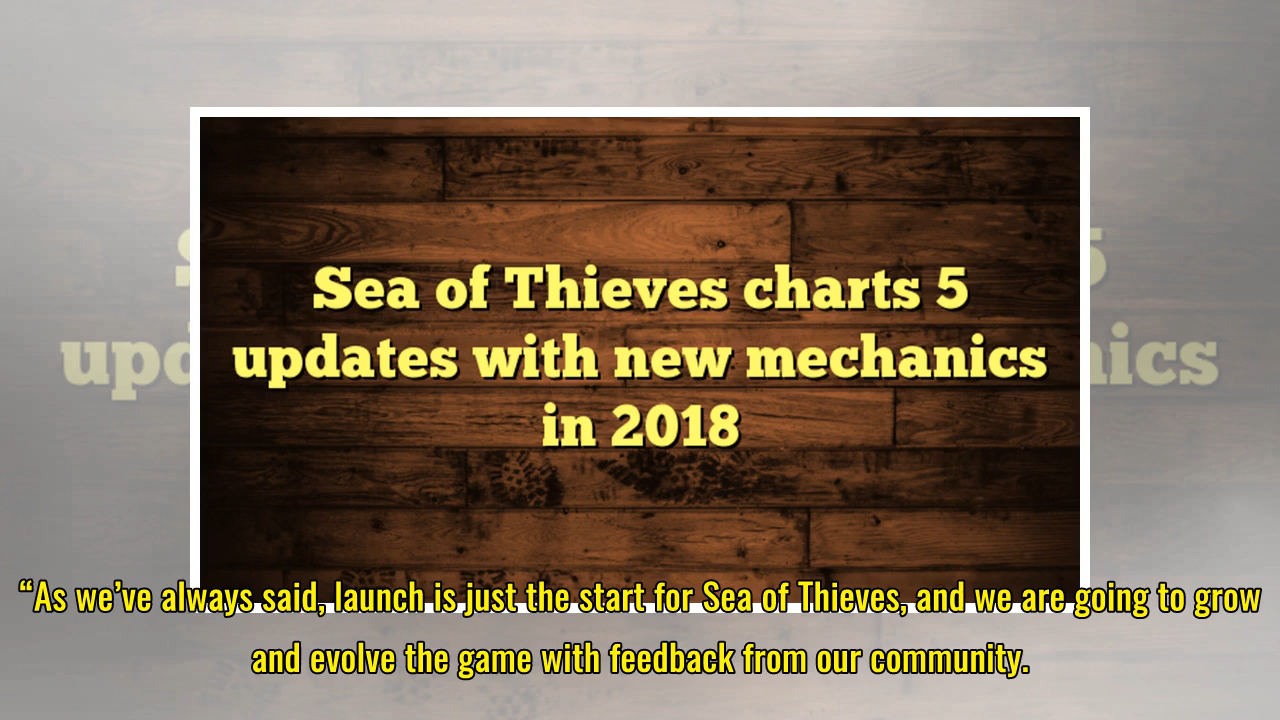 Sea of Thieves charts 5
updates with new mechanics
in 2018
“As we’ve always said, launch is just the start for Sea of Thieves, and we are going to grow
and evolve the game with feedback from our community.